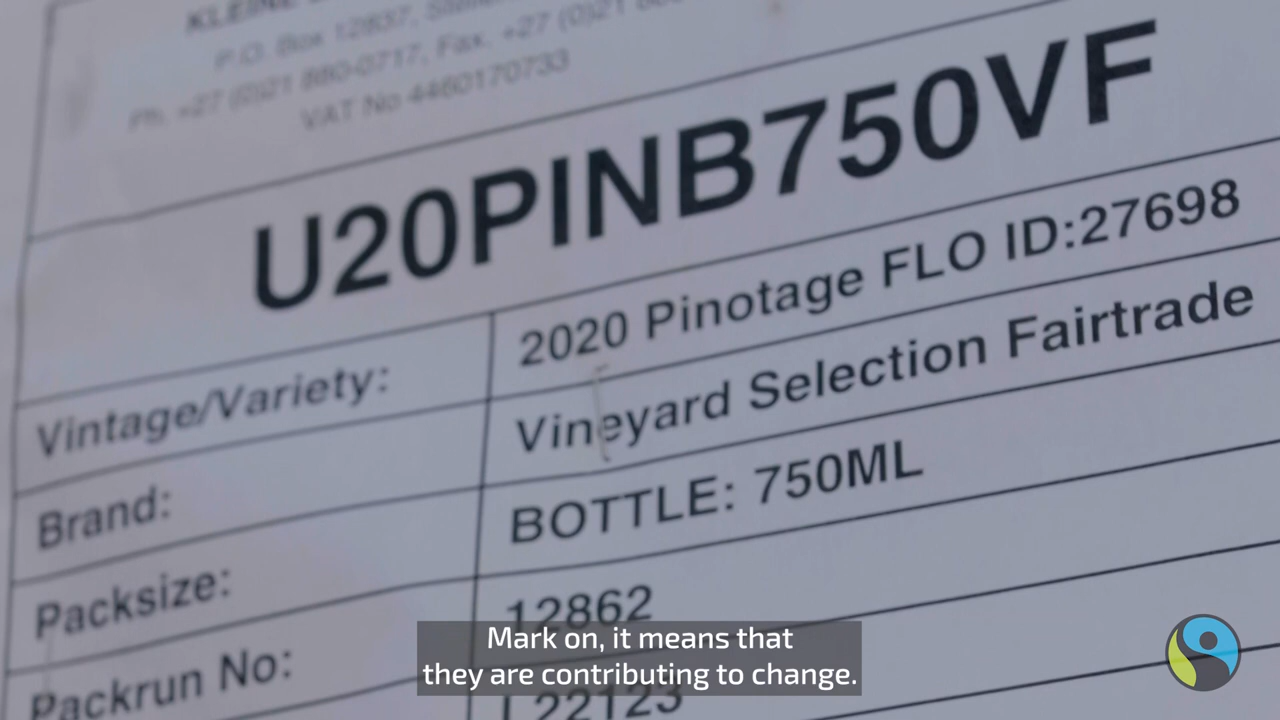 KLEINE
P.O. Box 12837,
Ph. +27 (0)21 880-0717, Fax. +27 (0)21
VAT No 4460170733
U20PINB750VF
Vintage/Variety: 2020 Pinotage FLO ID:27698
Brand: Vineyard Selection Fairtrade
Packsize: BOTTLE: 750ML
Packrun No: 12862
L22123
Mark on, it means that
they are contributing to change.